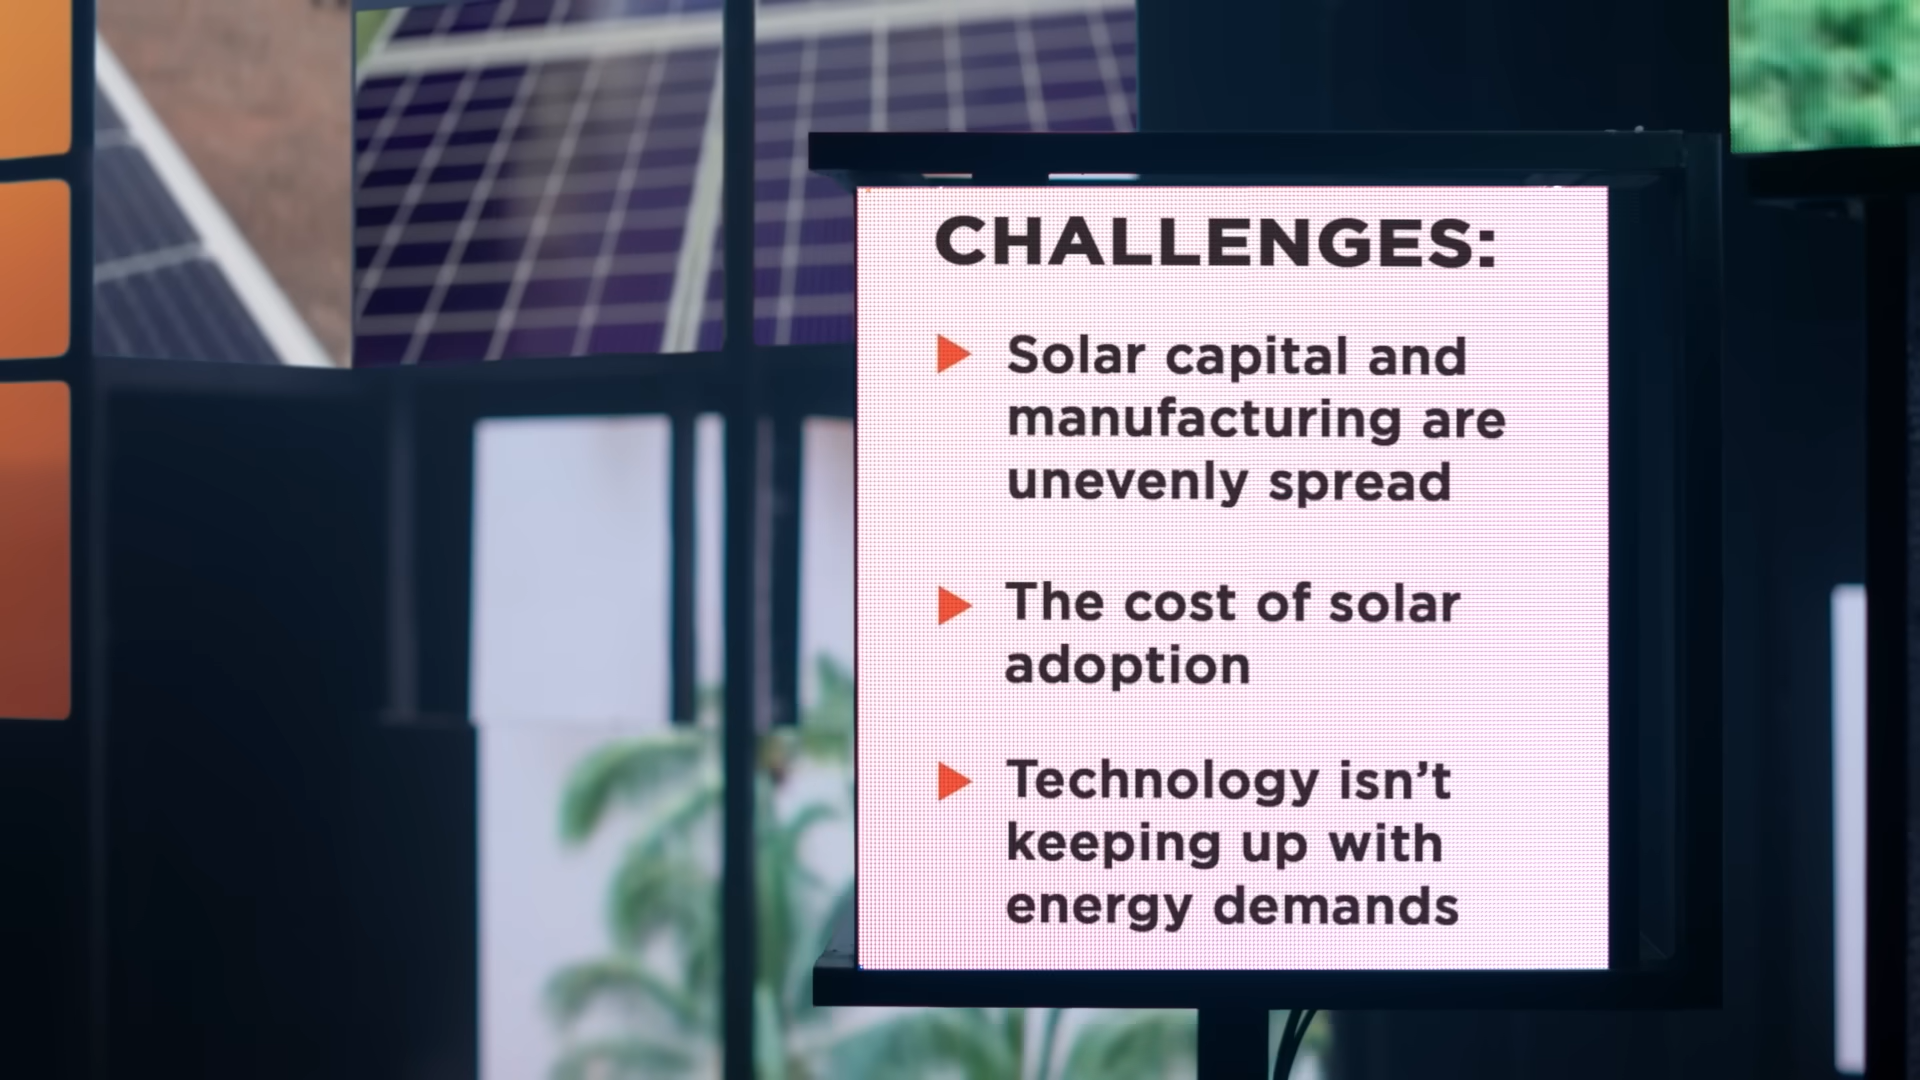 CHALLENGES:
Solar capital and
manufacturing are
unevenly spread
The cost of solar
adoption
Technology isn’t
keeping up with
energy demands